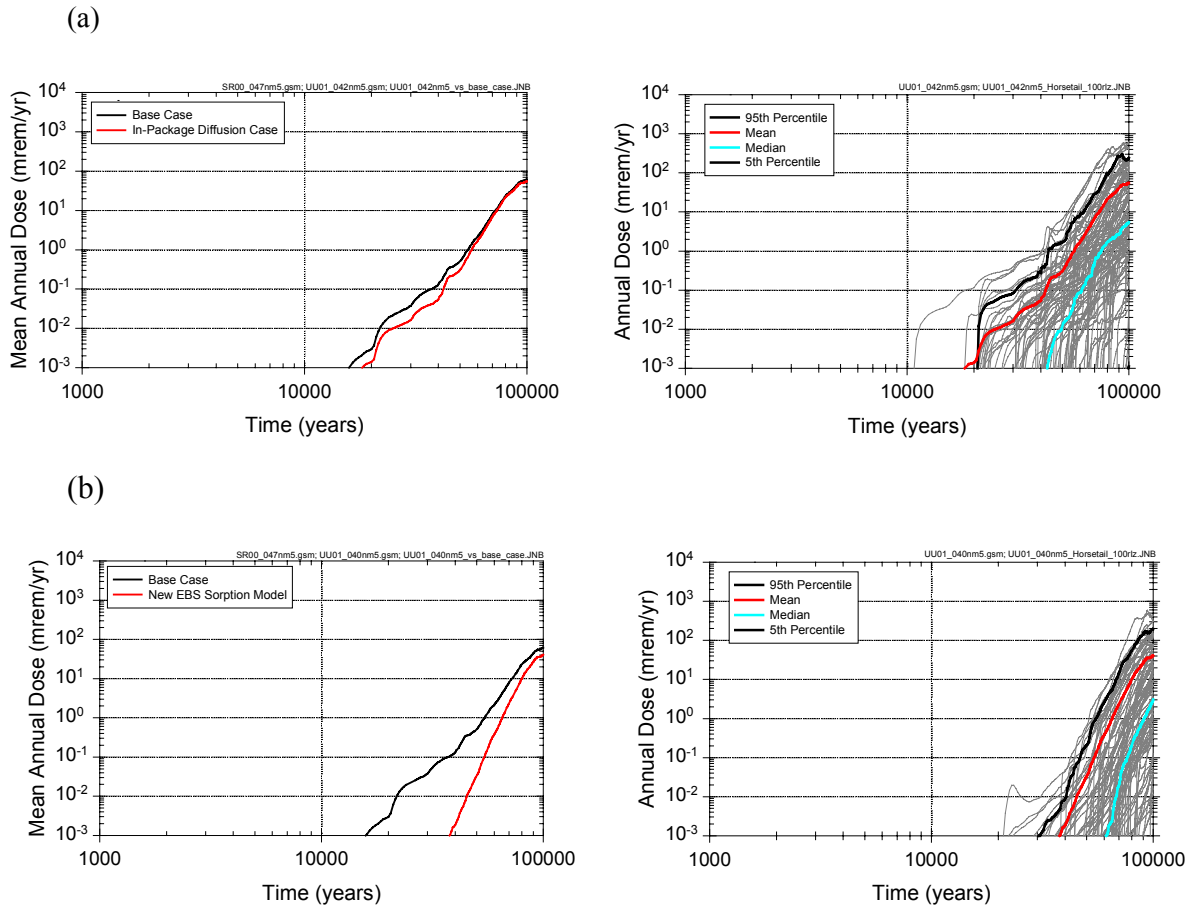 (a)
SR00_047nm5.gsm; UU01_042nm5.gsm; UU01_042nm5_vs_base_case.JNB
Mean Annual Dose (mrem/yr)
10^4
10^3
10^2
10^1
10^0
10^-1
10^-2
10^-3
Base Case
In-Package Diffusion Case
1000
10000
100000
Time (years)
UU01_042nm5.gsm; UU01_042nm5_Horsetail_100rlz.JNB
Annual Dose (mrem/yr)
10^4
10^3
10^2
10^1
10^0
10^-1
10^-2
10^-3
95th Percentile
Mean
Median
5th Percentile
1000
10000
100000
Time (years)
(b)
SR00_047nm5.gsm; UU01_040nm5.gsm; UU01_040nm5_vs_base_case.JNB
Mean Annual Dose (mrem/yr)
10^4
10^3
10^2
10^1
10^0
10^-1
10^-2
10^-3
Base Case
New EBS Sorption Model
1000
10000
100000
Time (years)
UU01_040nm5.gsm; UU01_040nm5_Horsetail_100rlz.JNB
Annual Dose (mrem/yr)
10^4
10^3
10^2
10^1
10^0
10^-1
10^-2
10^-3
95th Percentile
Mean
Median
5th Percentile
1000
10000
100000
Time (years)